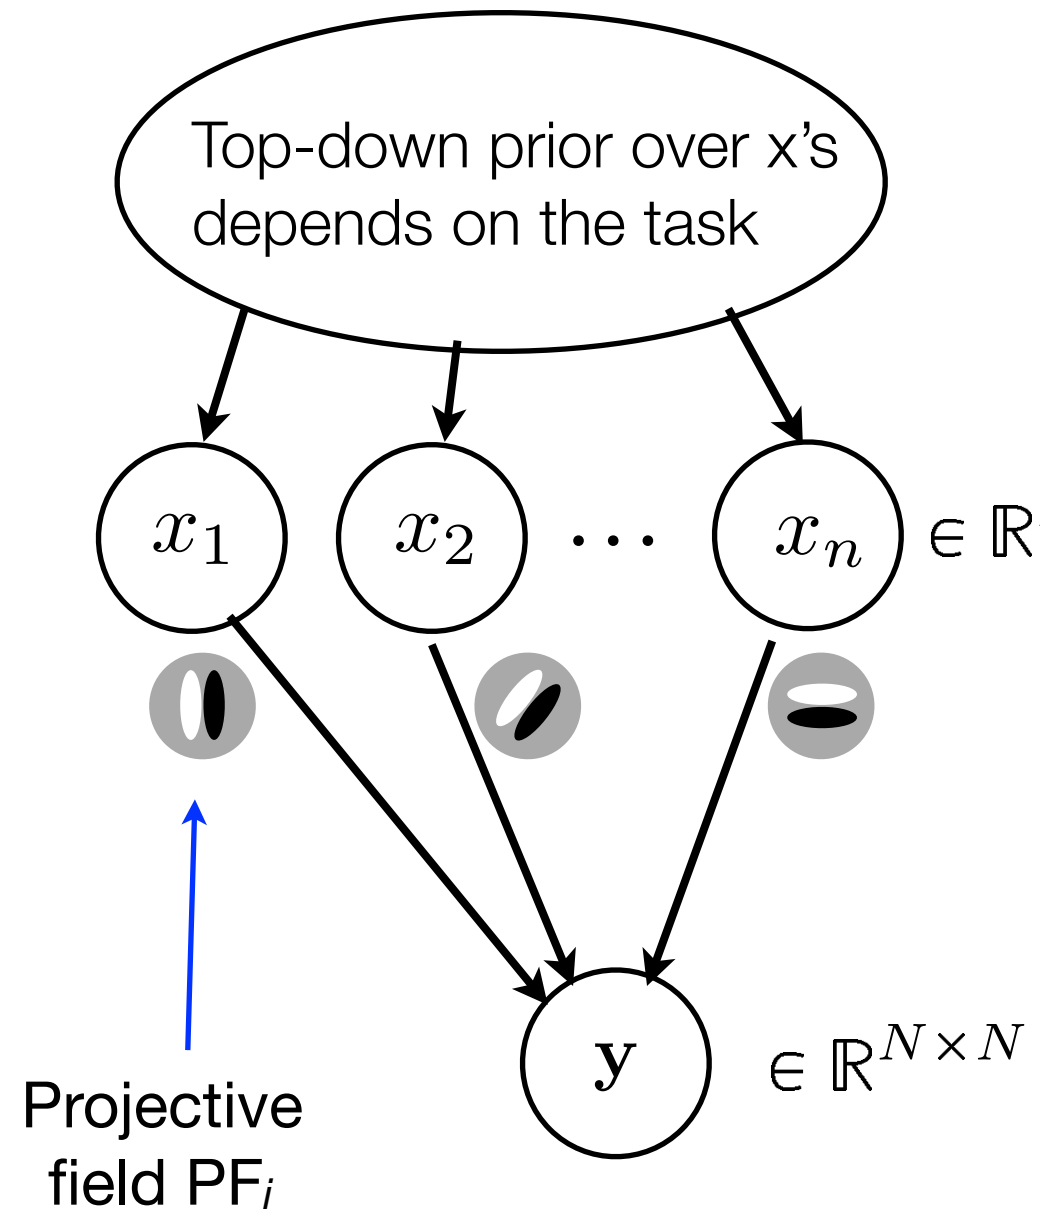 Top-down prior over x's
depends on the task
x₁ x₂ … xₙ ∈ ℝ
y ∈ ℝ^{N×N}
Projective
field PFᵢ